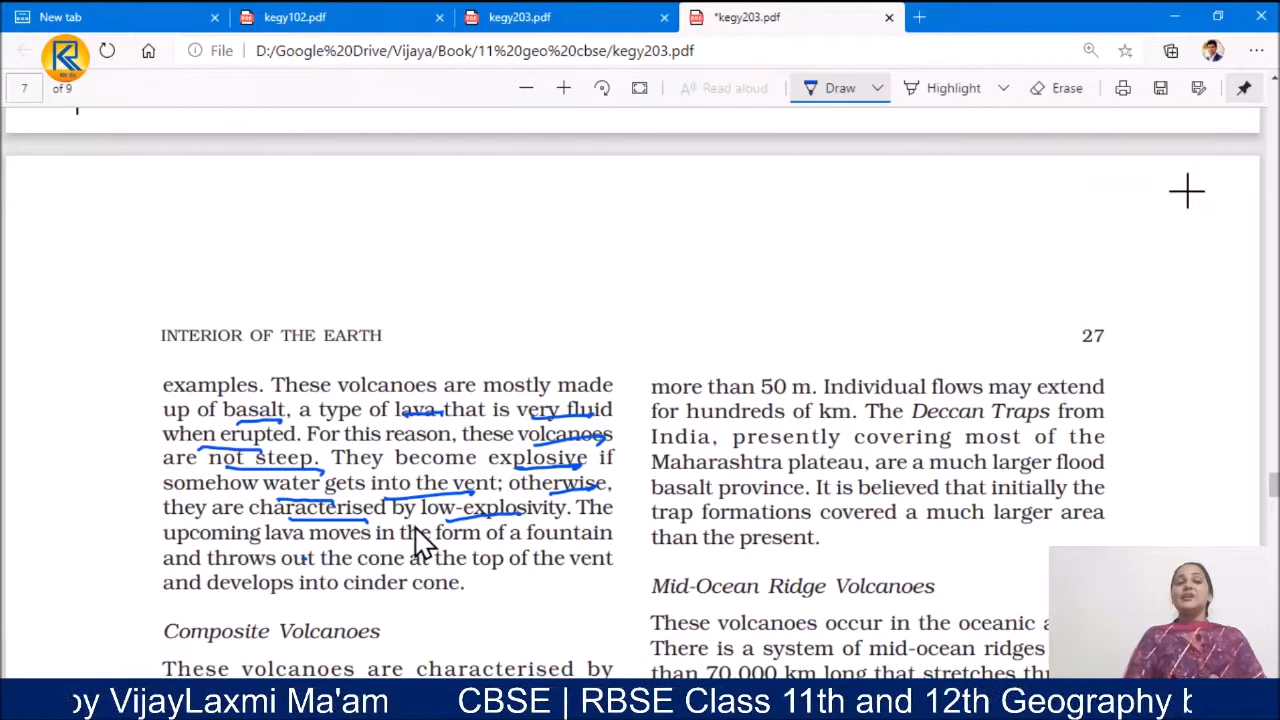 New tab
kegy102.pdf
kegy203.pdf
*kegy203.pdf
File
D:/Google%20Drive/Vijaya/Book/11%20geo%20cbse/kegy203.pdf
7
of 9
Read aloud
Draw
Highlight
Erase
INTERIOR OF THE EARTH
27
examples. These volcanoes are mostly made
up of basalt, a type of lava that is very fluid
when erupted. For this reason, these volcanoes
are not steep. They become explosive if
somehow water gets into the vent; otherwise,
they are characterised by low-explosivity. The
upcoming lava moves in the form of a fountain
and throws out the cone at the top of the vent
and develops into cinder cone.
Composite Volcanoes
These volcanoes are characterised by
more than 50 m. Individual flows may extend
for hundreds of km. The Deccan Traps from
India, presently covering most of the
Maharashtra plateau, are a much larger flood
basalt province. It is believed that initially the
trap formations covered a much larger area
than the present.
Mid-Ocean Ridge Volcanoes
These volcanoes occur in the oceanic
There is a system of mid-ocean ridges
than 70,000 km long that stretches
by VijayLaxmi Ma'am
CBSE | RBSE Class 11th and 12th Geography